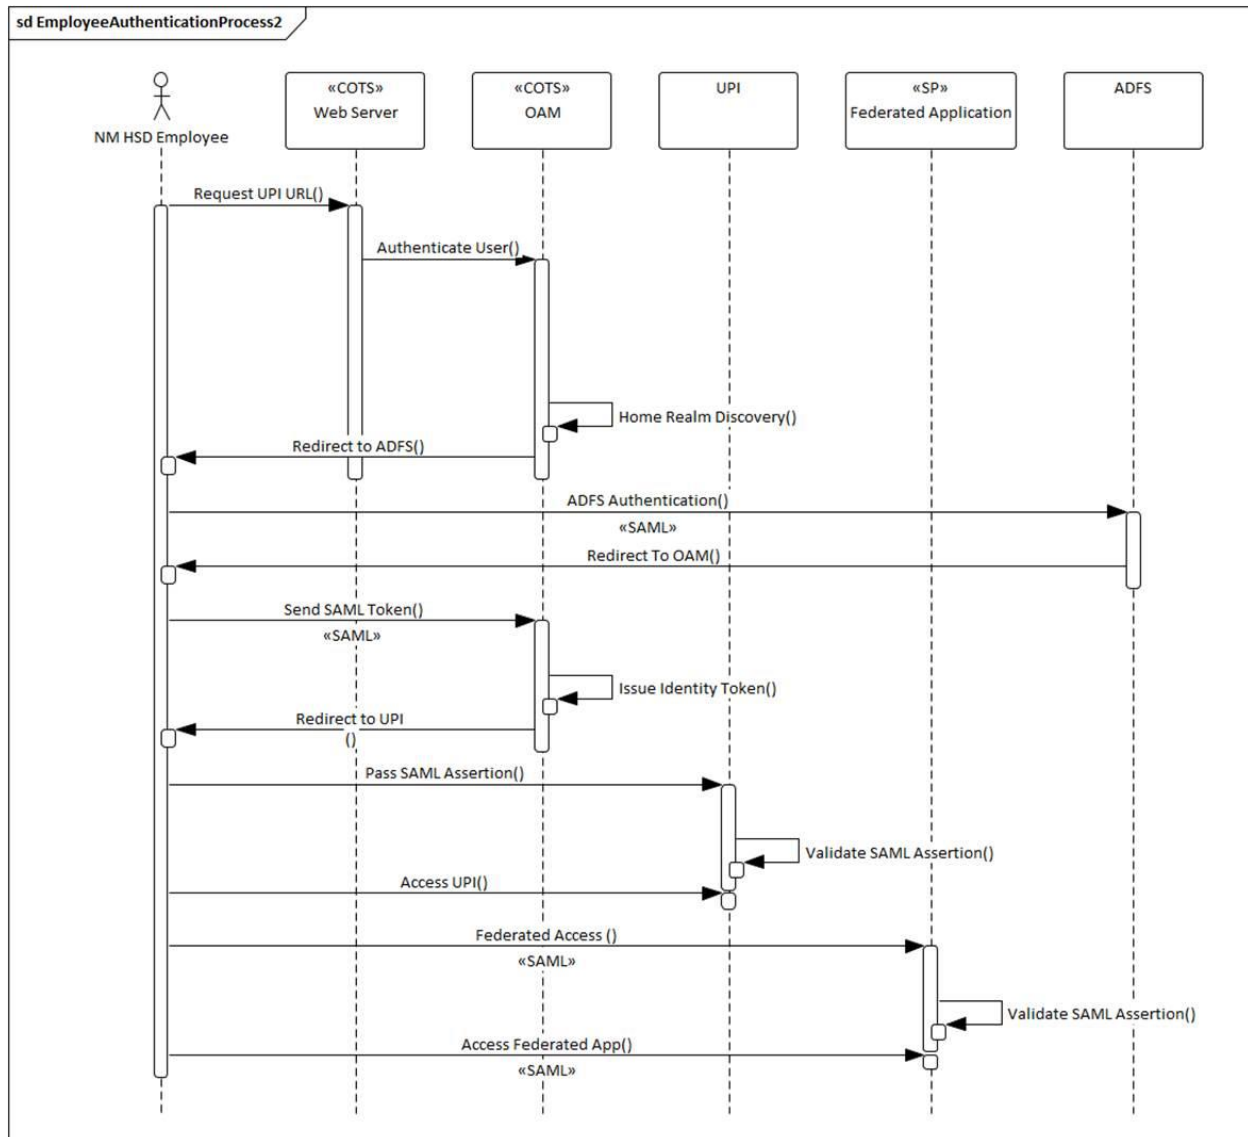 sd EmployeeAuthenticationProcess2
NM HSD Employee
«COTS»
Web Server
«COTS»
OAM
UPI
«SP»
Federated Application
ADFS
Request UPI URL()
Authenticate User()
Home Realm Discovery()
Redirect to ADFS()
ADFS Authentication()
«SAML»
Redirect To OAM()
Send SAML Token()
«SAML»
Issue Identity Token()
Redirect to UPI
()
Pass SAML Assertion()
Validate SAML Assertion()
Access UPI()
Federated Access ()
«SAML»
Validate SAML Assertion()
Access Federated App()
«SAML»